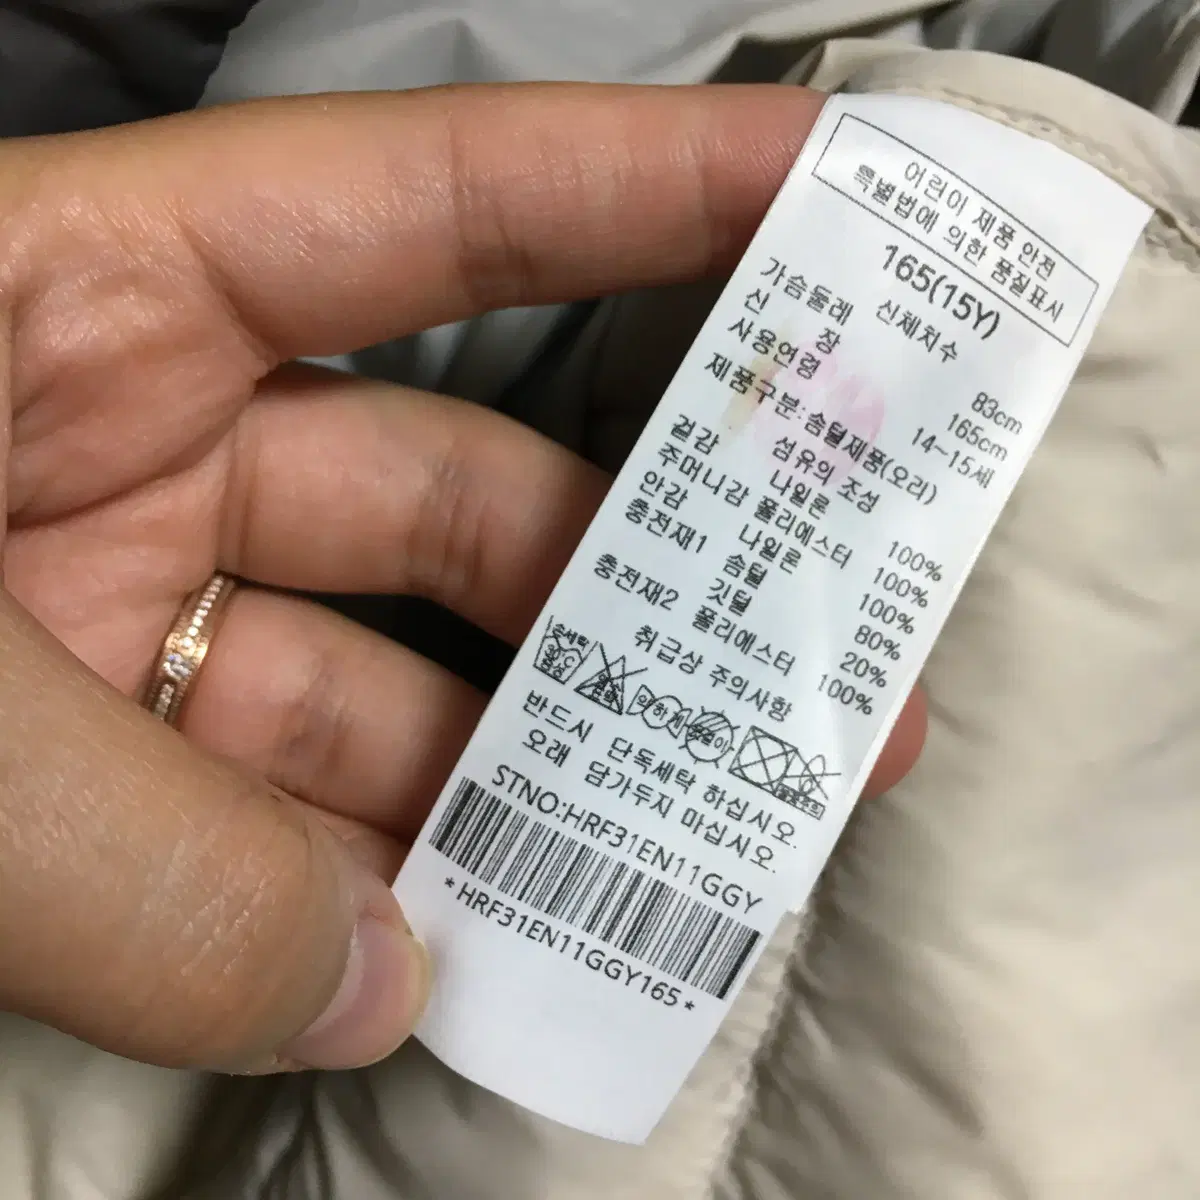 어린이 제품 안전
특별법에 의한 품질표시
165(15Y)
신체치수
가슴둘레 83cm
신 장 165cm
사용연령 14~15세
제품구분:솜털제품(오리)
섬유의 조성
겉감 나일론 100%
주머니감 폴리에스터 100%
안감 나일론 100%
충전재1 솜털 80%
깃털 20%
충전재2 폴리에스터 100%
취급상 주의사항
손세탁
약하게
반드시 단독세탁 하십시오.
오래 담가두지 마십시오.
STNO:HRF31EN11GGY
*HRF31EN11GGY165*